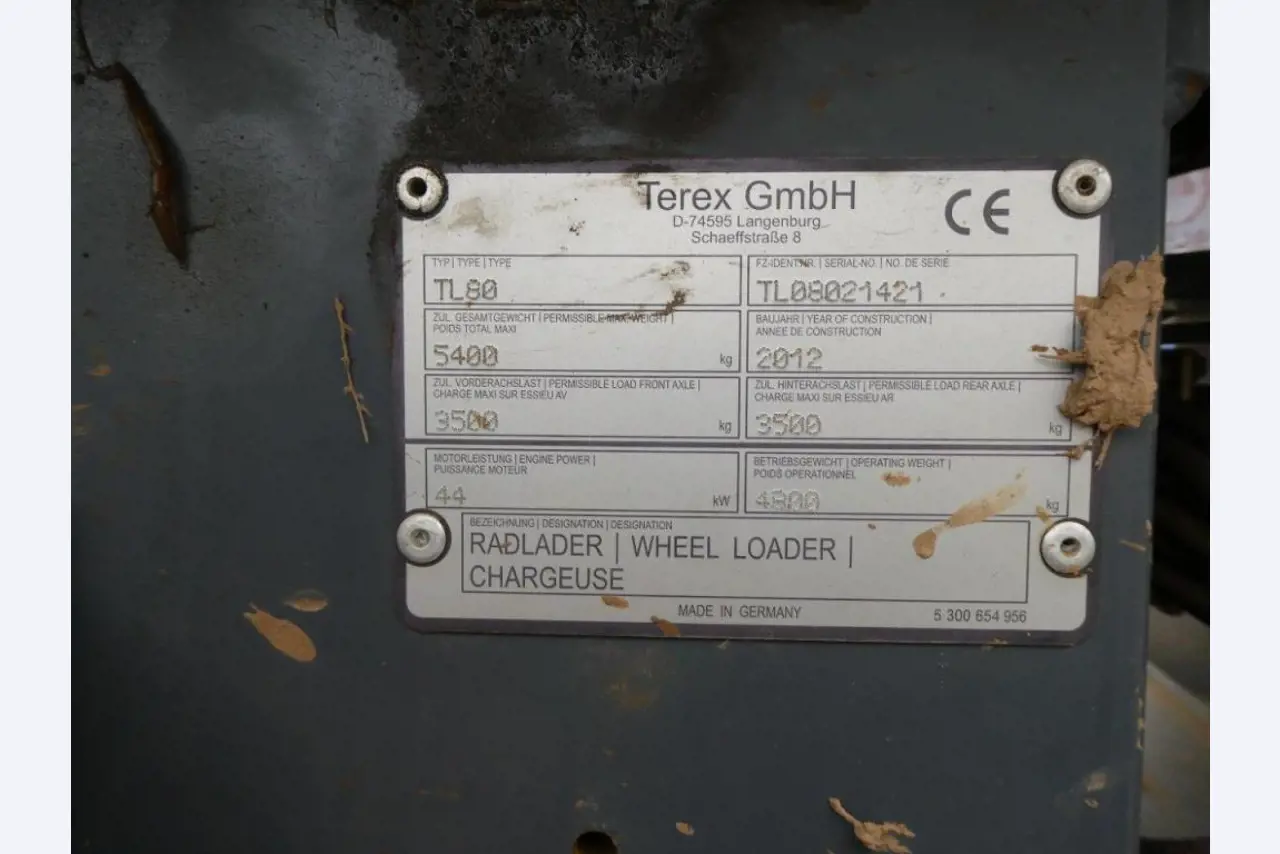 Terex GmbH
D-74595 Langenburg
Schaeffstraße 8
CE
TYP | TYPE | TYPE
TL80
FZ-IDENTNR. | SERIAL-NO. | NO. DE SERIE
TL08021421
ZUL. GESAMTGEWICHT | PERMISSIBLE MAX. WEIGHT |
POIDS TOTAL MAXI
5400 kg
BAUJAHR | YEAR OF CONSTRUCTION |
ANNEE DE CONSTRUCTION
2012
ZUL. VORDERACHSLAST | PERMISSIBLE LOAD FRONT AXLE |
CHARGE MAXI SUR ESSIEU AV
3500 kg
ZUL. HINTERACHSLAST | PERMISSIBLE LOAD REAR AXLE |
CHARGE MAXI SUR ESSIEU AR
3500 kg
MOTORLEISTUNG | ENGINE POWER |
PUISSANCE MOTEUR
44 kW
BETRIEBSGEWICHT | OPERATING WEIGHT |
POIDS OPERATIONNEL
kg
BEZEICHNUNG | DESIGNATION | DESIGNATION
RADLADER | WHEEL LOADER |
CHARGEUSE
MADE IN GERMANY
5 300 654 956